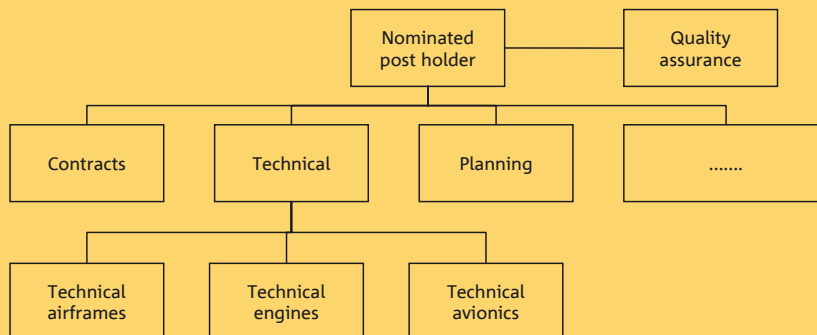 Nominated
post holder
Quality
assurance
Contracts
Technical
Planning
.......
Technical
airframes
Technical
engines
Technical
avionics